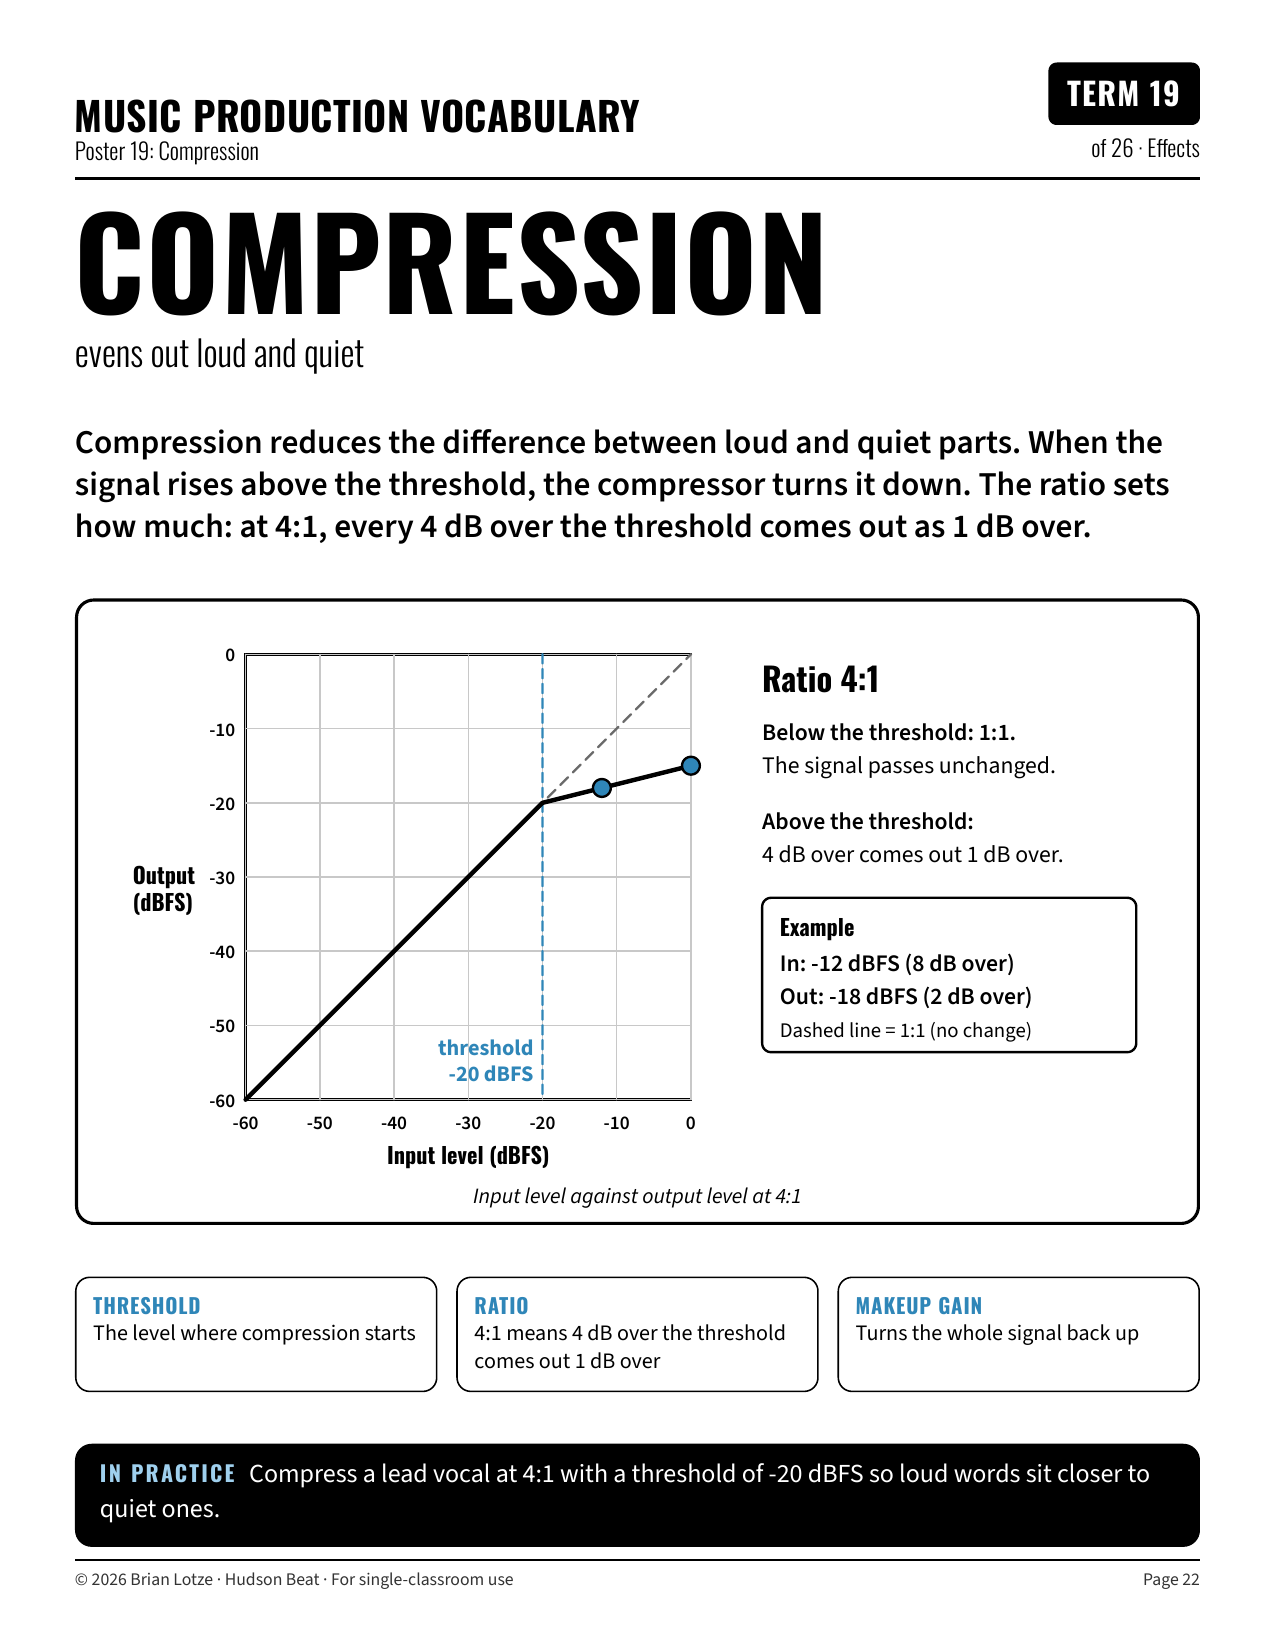 MUSIC PRODUCTION VOCABULARY
Poster 19: Compression
TERM 19
of 26 · Effects
COMPRESSION
evens out loud and quiet
Compression reduces the difference between loud and quiet parts. When the
signal rises above the threshold, the compressor turns it down. The ratio sets
how much: at 4:1, every 4 dB over the threshold comes out as 1 dB over.
0
-10
-20
-30
-40
-50
-60
Output
(dBFS)
threshold
-20 dBFS
-60 -50 -40 -30 -20 -10 0
Input level (dBFS)
Ratio 4:1
Below the threshold: 1:1.
The signal passes unchanged.
Above the threshold:
4 dB over comes out 1 dB over.
Example
In: -12 dBFS (8 dB over)
Out: -18 dBFS (2 dB over)
Dashed line = 1:1 (no change)
Input level against output level at 4:1
THRESHOLD
The level where compression starts
RATIO
4:1 means 4 dB over the threshold
comes out 1 dB over
MAKEUP GAIN
Turns the whole signal back up
IN PRACTICE Compress a lead vocal at 4:1 with a threshold of -20 dBFS so loud words sit closer to
quiet ones.
© 2026 Brian Lotze · Hudson Beat · For single-classroom use
Page 22